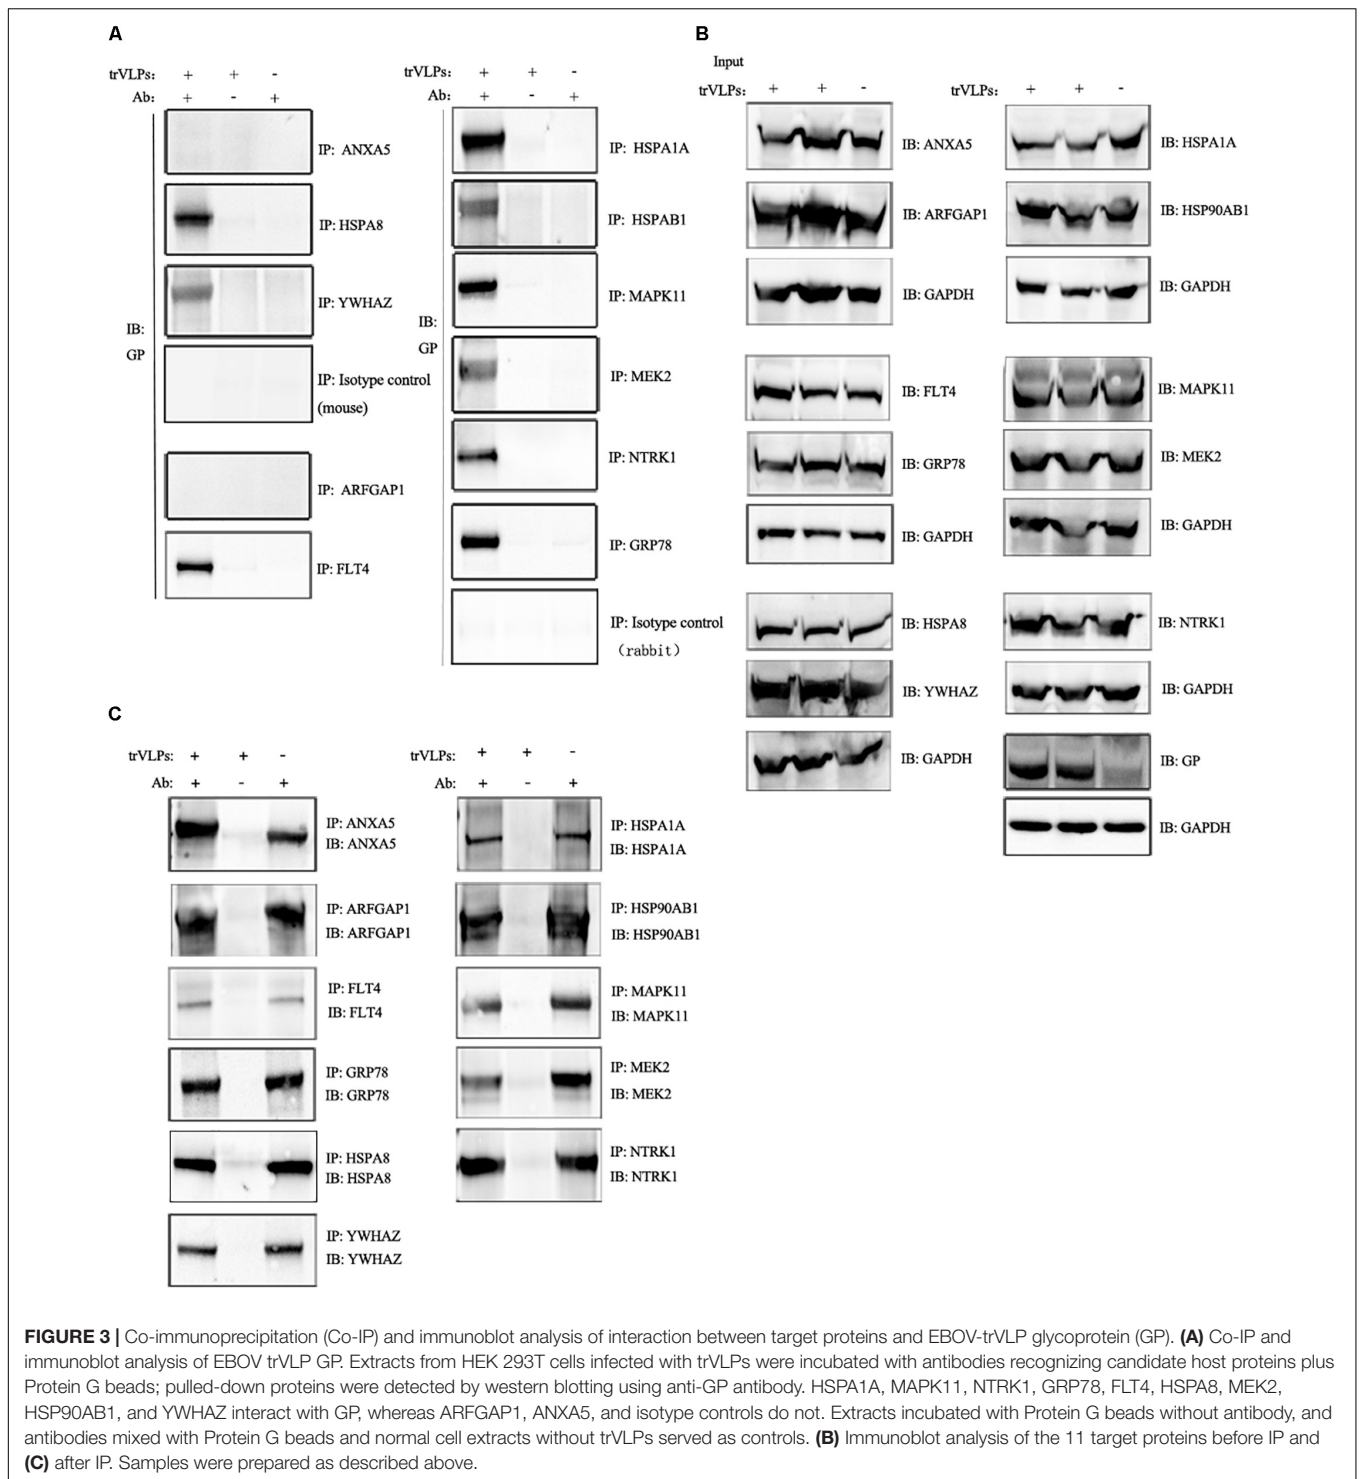 A
trVLPs: + + -
Ab: + - +
IP: ANXA5
IP: HSPA8
IP: YWHAZ
IB:
GP
IP: Isotype control
(mouse)
IP: ARFGAP1
IP: FLT4
trVLPs: + + -
Ab: + - +
IP: HSPA1A
IP: HSPAB1
IP: MAPK11
IB:
GP
IP: MEK2
IP: NTRK1
IP: GRP78
IP: Isotype control
(rabbit)
B
Input
trVLPs: + + -
IB: ANXA5
IB: ARFGAP1
IB: GAPDH
IB: FLT4
IB: GRP78
IB: GAPDH
IB: HSPA8
IB: YWHAZ
IB: GAPDH
trVLPs: + + -
IB: HSPA1A
IB: HSP90AB1
IB: GAPDH
IB: MAPK11
IB: MEK2
IB: GAPDH
IB: NTRK1
IB: GAPDH
IB: GP
IB: GAPDH
C
trVLPs: + + -
Ab: + - +
IP: ANXA5
IB: ANXA5
IP: ARFGAP1
IB: ARFGAP1
IP: FLT4
IB: FLT4
IP: GRP78
IB: GRP78
IP: HSPA8
IB: HSPA8
IP: YWHAZ
IB: YWHAZ
trVLPs: + + -
Ab: + - +
IP: HSPA1A
IB: HSPA1A
IP: HSP90AB1
IB: HSP90AB1
IP: MAPK11
IB: MAPK11
IP: MEK2
IB: MEK2
IP: NTRK1
IB: NTRK1
FIGURE 3 | Co-immunoprecipitation (Co-IP) and immunoblot analysis of interaction between target proteins and EBOV-trVLP glycoprotein (GP). (A) Co-IP and
immunoblot analysis of EBOV trVLP GP. Extracts from HEK 293T cells infected with trVLPs were incubated with antibodies recognizing candidate host proteins plus
Protein G beads; pulled-down proteins were detected by western blotting using anti-GP antibody. HSPA1A, MAPK11, NTRK1, GRP78, FLT4, HSPA8, MEK2,
HSP90AB1, and YWHAZ interact with GP, whereas ARFGAP1, ANXA5, and isotype controls do not. Extracts incubated with Protein G beads without antibody, and
antibodies mixed with Protein G beads and normal cell extracts without trVLPs served as controls. (B) Immunoblot analysis of the 11 target proteins before IP and
(C) after IP. Samples were prepared as described above.